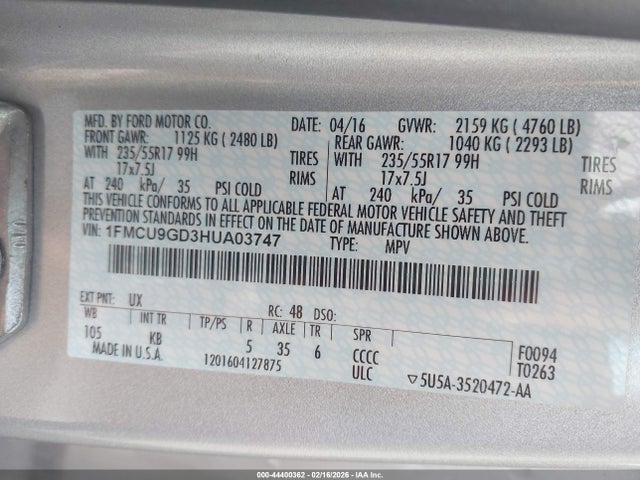 MFD. BY FORD MOTOR CO. DATE: 04/16 GVWR: 2159 KG ( 4760 LB)
FRONT GAWR: 1125 KG ( 2480 LB) REAR GAWR: 1040 KG ( 2293 LB)
WITH 235/55R17 99H TIRES WITH 235/55R17 99H TIRES
17x7.5J RIMS 17x7.5J RIMS
AT 240 kPa/ 35 PSI COLD AT 240 kPa/ 35 PSI COLD
THIS VEHICLE CONFORMS TO ALL APPLICABLE FEDERAL MOTOR VEHICLE SAFETY AND THEFT
PREVENTION STANDARDS IN EFFECT ON THE DATE OF MANUFACTURE SHOWN ABOVE.
VIN: 1FMCU9GD3HUA03747 TYPE: MPV
EXT PNT: UX RC: 48 DSO:
WB INT TR TP/PS R AXLE TR SPR F0094
105 KB 5 35 6 CCCC T0263
MADE IN U.S.A. 1201604127875 ULC ▽5U5A-3520472-AA
000-44400362 - 02/16/2026 - COPART